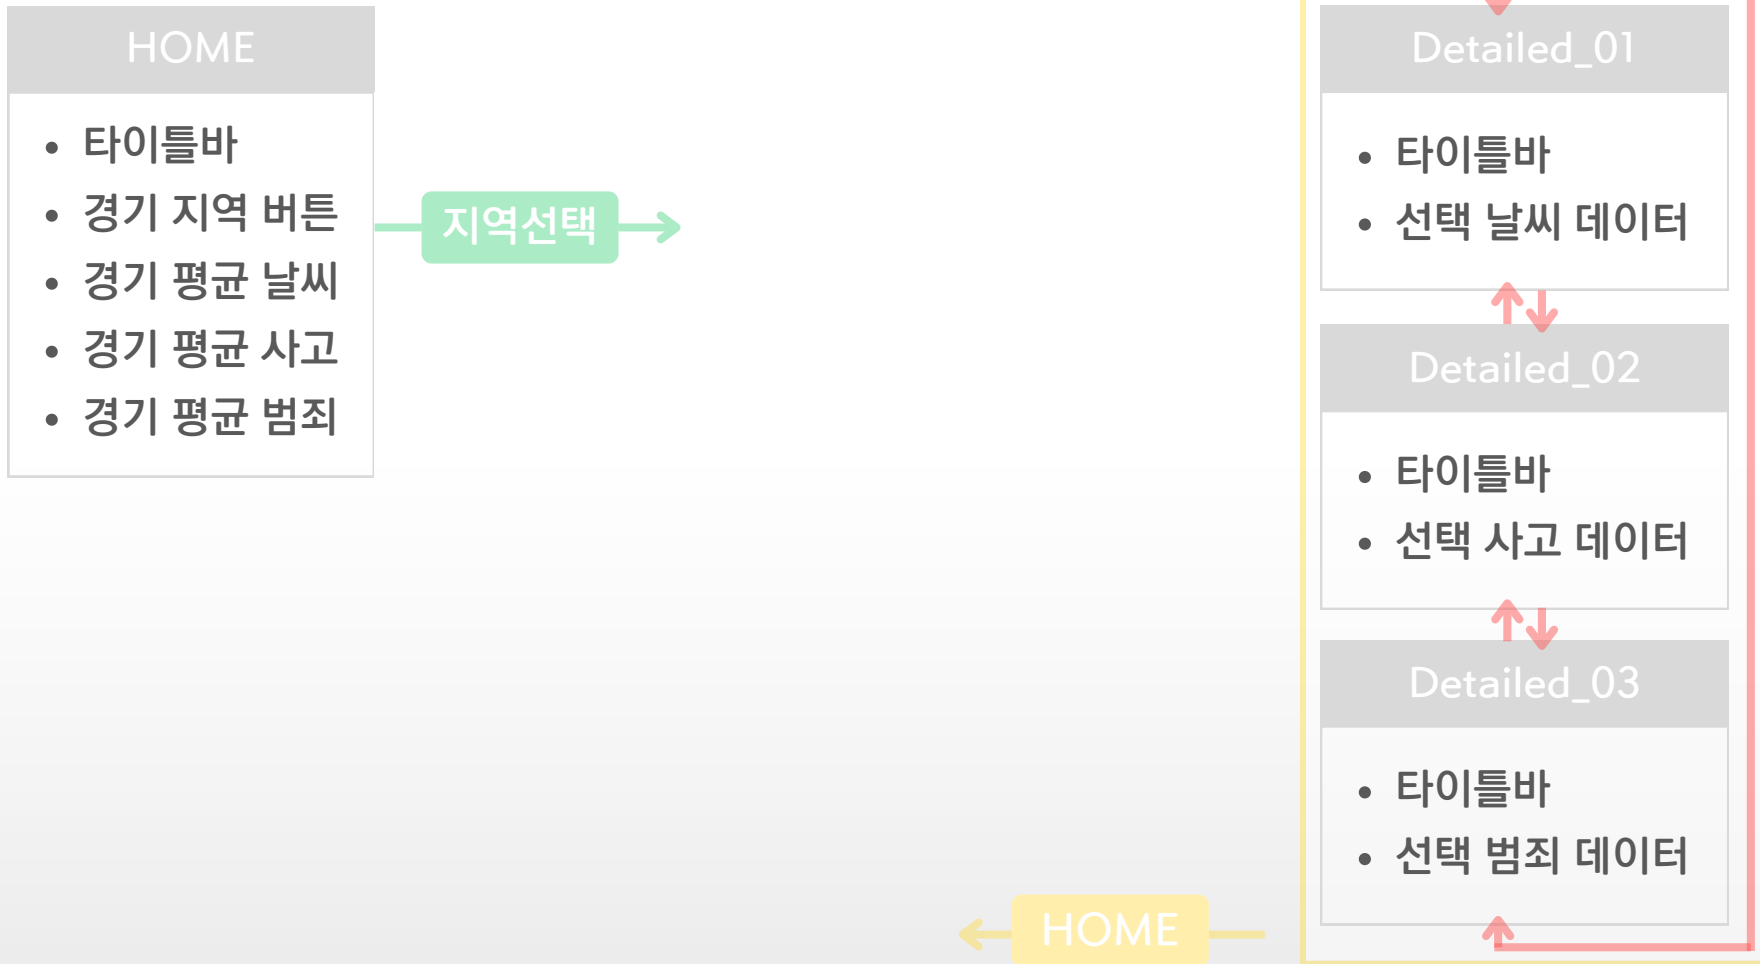 HOME
타이틀바
경기 지역 버튼
경기 평균 날씨
경기 평균 사고
경기 평균 범죄
지역선택
Detailed_01
타이틀바
선택 날씨 데이터
Detailed_02
타이틀바
선택 사고 데이터
Detailed_03
타이틀바
선택 범죄 데이터
HOME